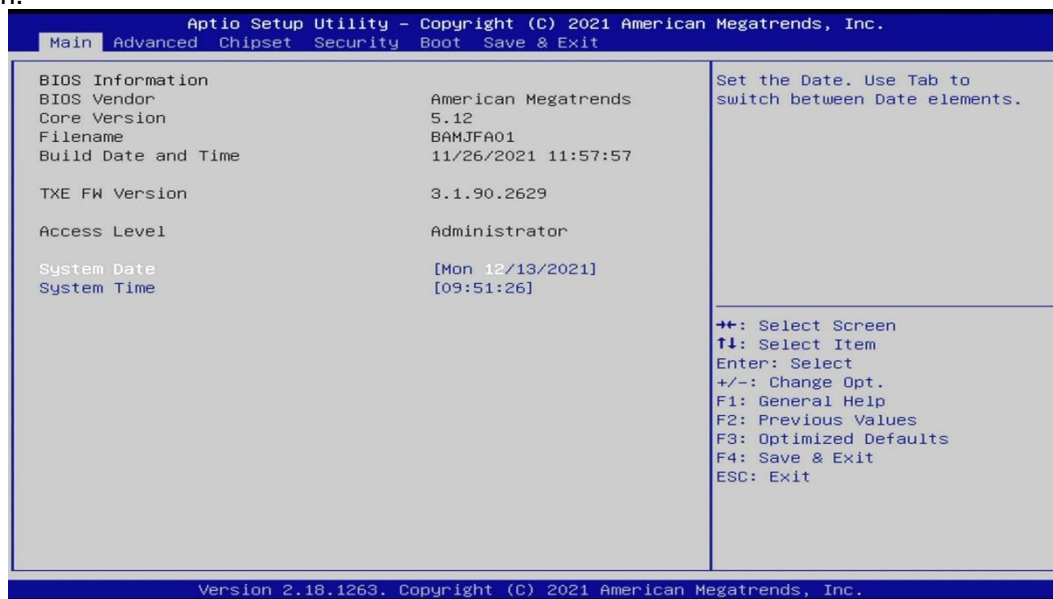 n.
Aptio Setup Utility – Copyright (C) 2021 American Megatrends, Inc.
Main Advanced Chipset Security Boot Save & Exit
BIOS Information
BIOS Vendor American Megatrends
Core Version 5.12
Filename BAMJFA01
Build Date and Time 11/26/2021 11:57:57
TXE FW Version 3.1.90.2629
Access Level Administrator
System Date [Mon 12/13/2021]
System Time [09:51:26]
Set the Date. Use Tab to
switch between Date elements.
→←: Select Screen
↑↓: Select Item
Enter: Select
+/-: Change Opt.
F1: General Help
F2: Previous Values
F3: Optimized Defaults
F4: Save & Exit
ESC: Exit
Version 2.18.1263. Copyright (C) 2021 American Megatrends, Inc.